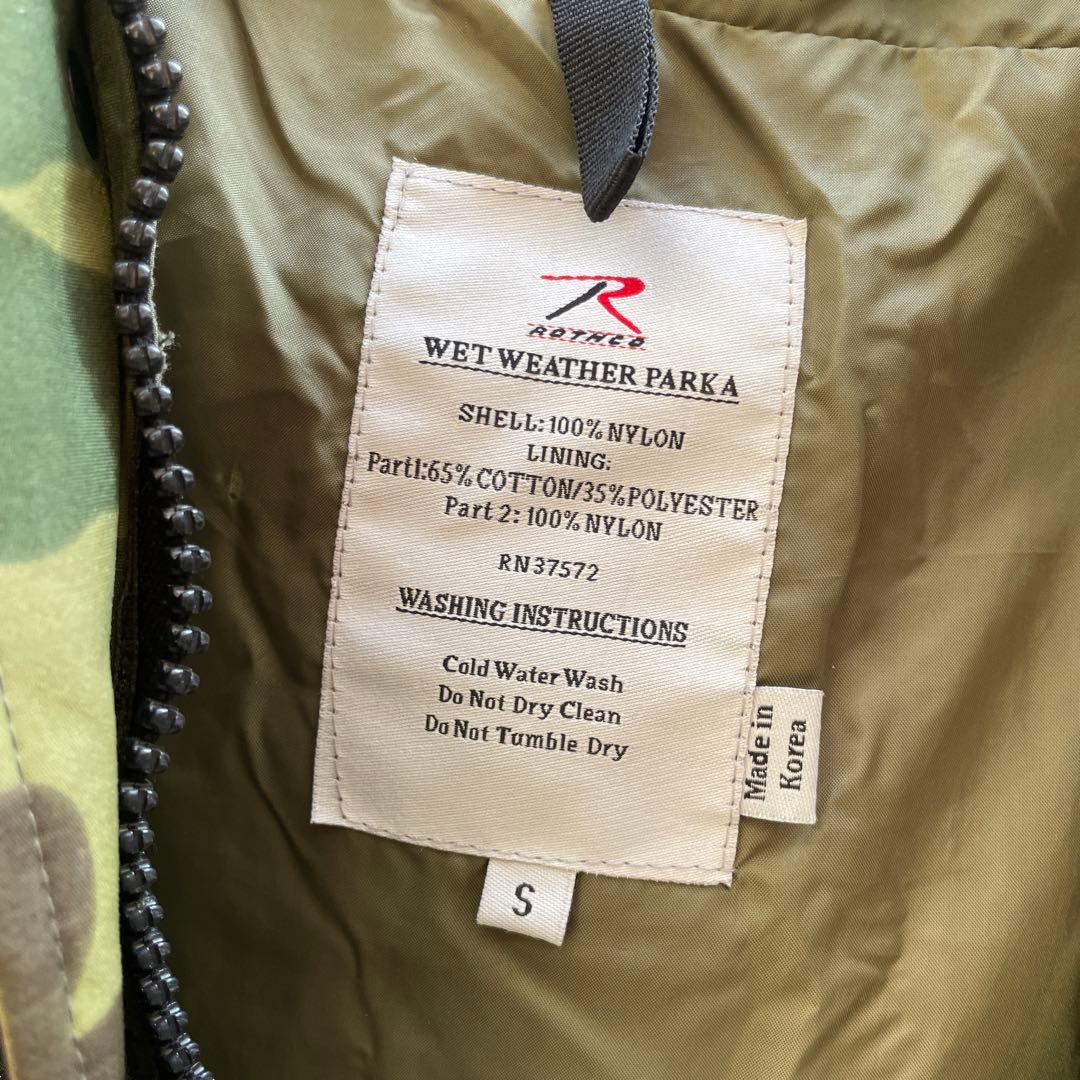 ROTHCO
WET WEATHER PARKA
SHELL: 100% NYLON
LINING:
Part1:65% COTTON/35% POLYESTER
Part 2: 100% NYLON
RN 37572
WASHING INSTRUCTIONS
Cold Water Wash
Do Not Dry Clean
Do Not Tumble Dry
Made in
Korea
S